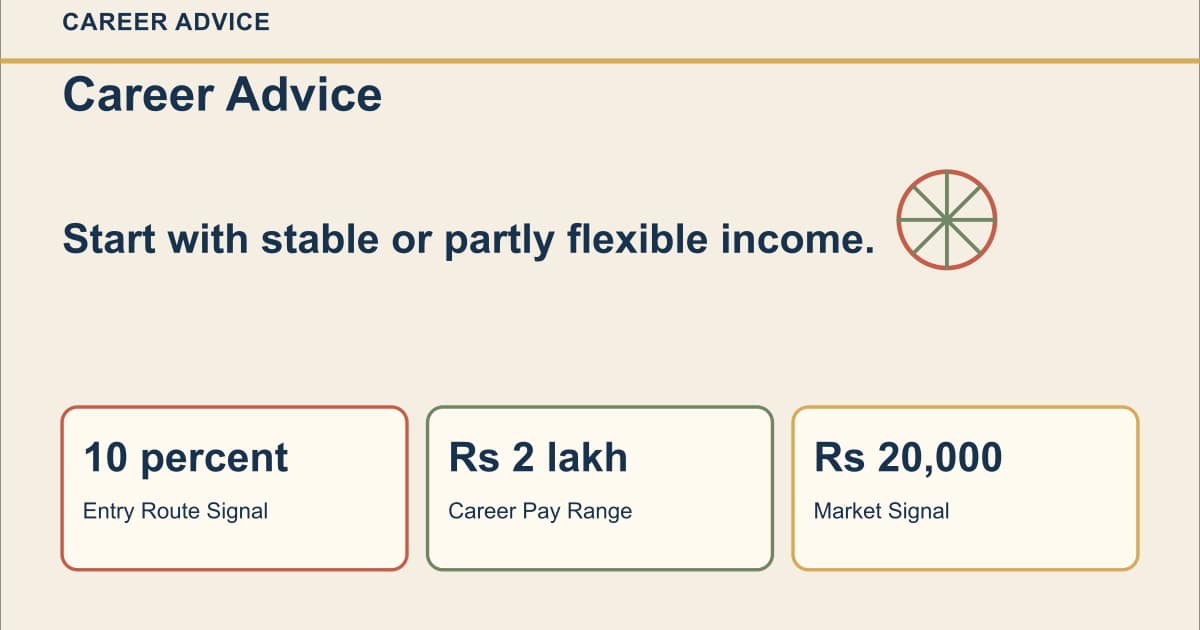 CAREER ADVICE
Career Advice
Start with stable or partly flexible income.
10 percent
Entry Route Signal
Rs 2 lakh
Career Pay Range
Rs 20,000
Market Signal